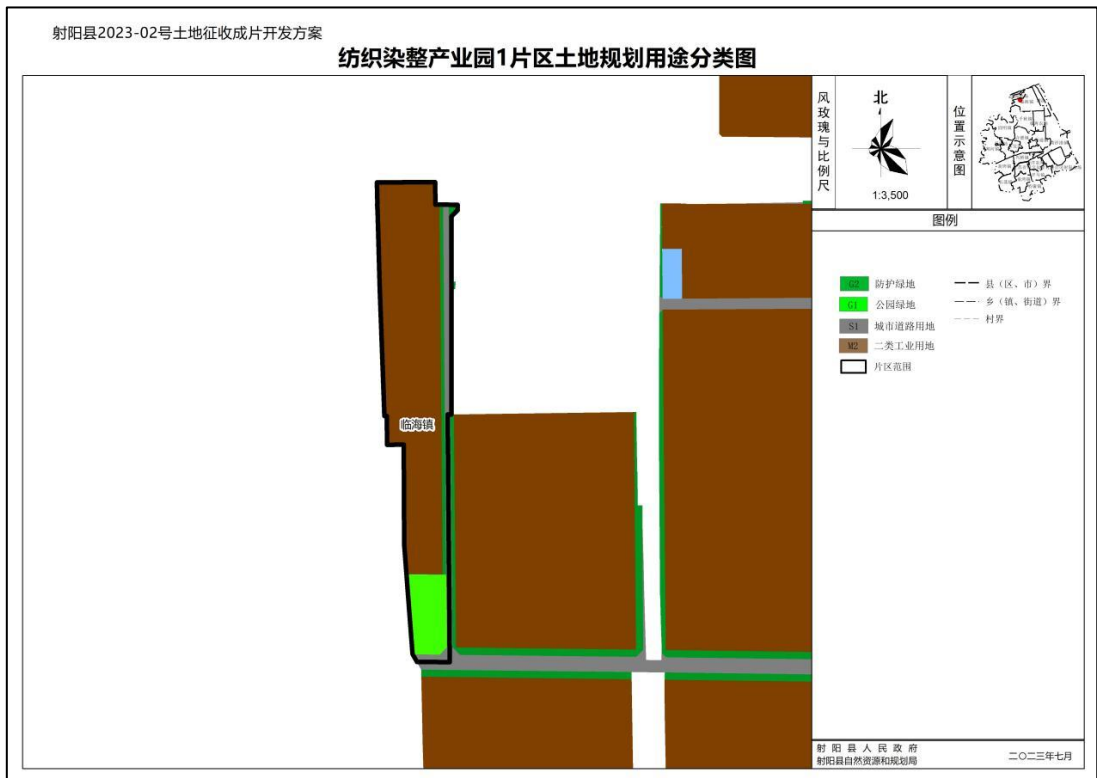 射阳县2023-02号土地征收成片开发方案
纺织染整产业园1片区土地规划用途分类图
风玫瑰与比例尺
北
1:3,500
位置示意图
图例
G2 防护绿地
G1 公园绿地
S1 城市道路用地
M2 二类工业用地
片区范围
县（区、市）界
乡（镇、街道）界
村界
临海镇
射阳县人民政府
射阳县自然资源和规划局
二〇二三年七月